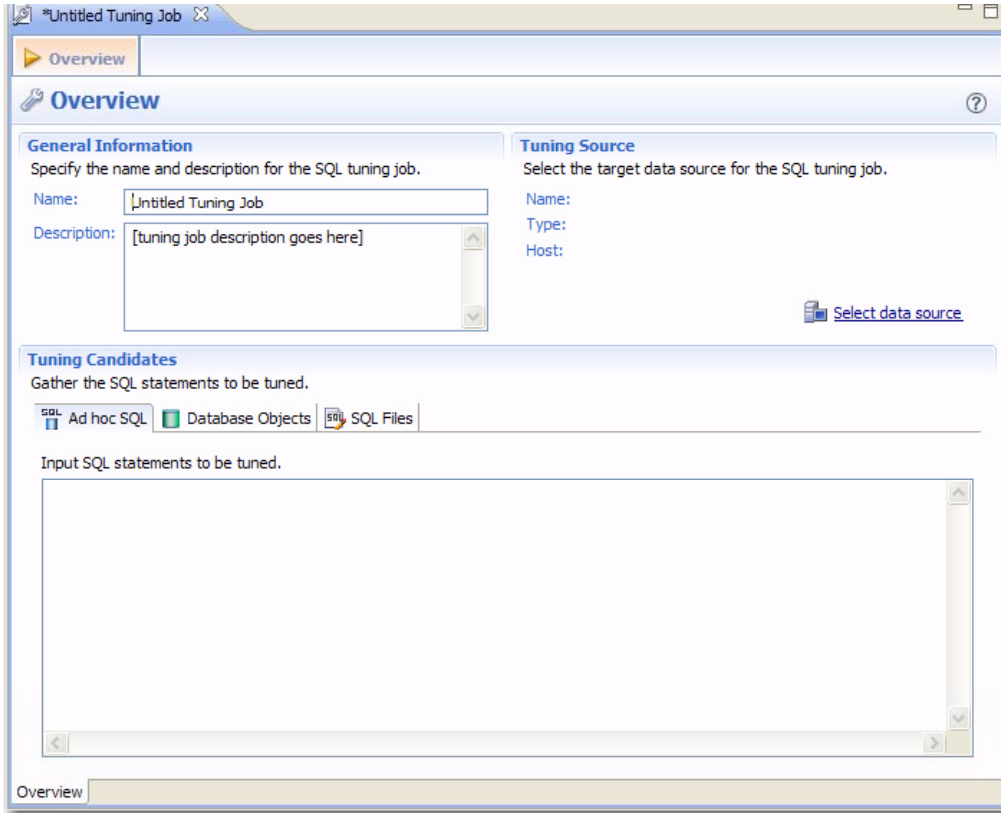 *Untitled Tuning Job
Overview
Overview
General Information
Specify the name and description for the SQL tuning job.
Name: Untitled Tuning Job
Description: [tuning job description goes here]
Tuning Source
Select the target data source for the SQL tuning job.
Name:
Type:
Host:
Select data source
Tuning Candidates
Gather the SQL statements to be tuned.
SQL Ad hoc SQL Database Objects SQL SQL Files
Input SQL statements to be tuned.
Overview